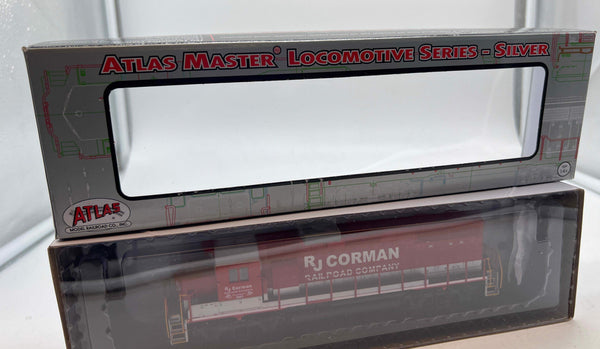 ATLAS MASTER® LOCOMOTIVE SERIES - SILVER
ATLAS
MODEL RAILROAD CO., INC.
RJ CORMAN
RAILROAD COMPANY
RJ CORMAN